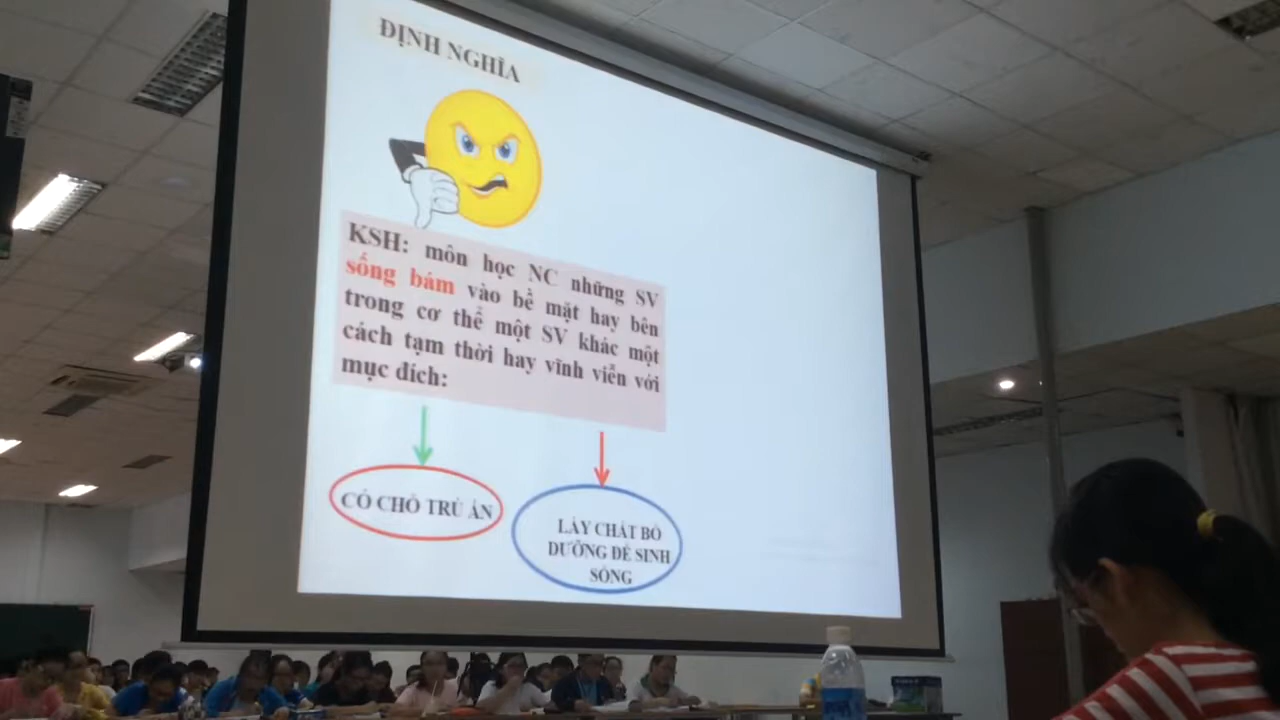 ĐỊNH NGHĨA
KSH: môn học NC những SV
sống bám vào bề mặt hay bên
trong cơ thể một SV khác một
cách tạm thời hay vĩnh viễn với
mục đích:
CÓ CHỖ TRÚ ẨN
LẤY CHẤT BỔ
DƯỠNG ĐỂ SINH
SỐNG